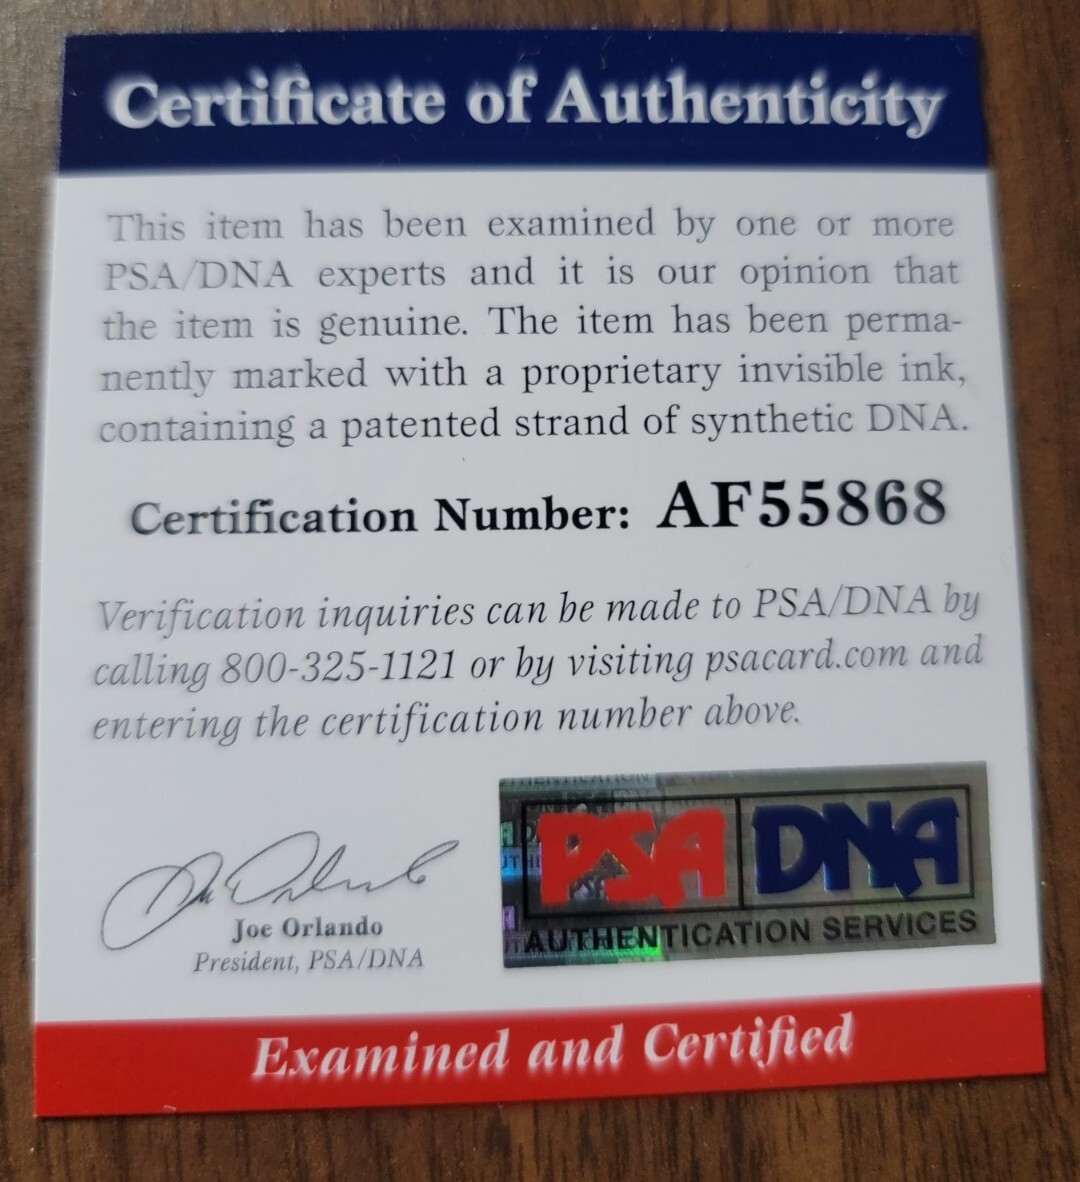 Certificate of Authenticity
This item has been examined by one or more
PSA/DNA experts and it is our opinion that
the item is genuine. The item has been perma-
nently marked with a proprietary invisible ink,
containing a patented strand of synthetic DNA.
Certification Number: AF55868
Verification inquiries can be made to PSA/DNA by
calling 800-325-1121 or by visiting psacard.com and
entering the certification number above.
Joe Orlando
President, PSA/DNA
PSA DNA
AUTHENTICATION SERVICES
Examined and Certified